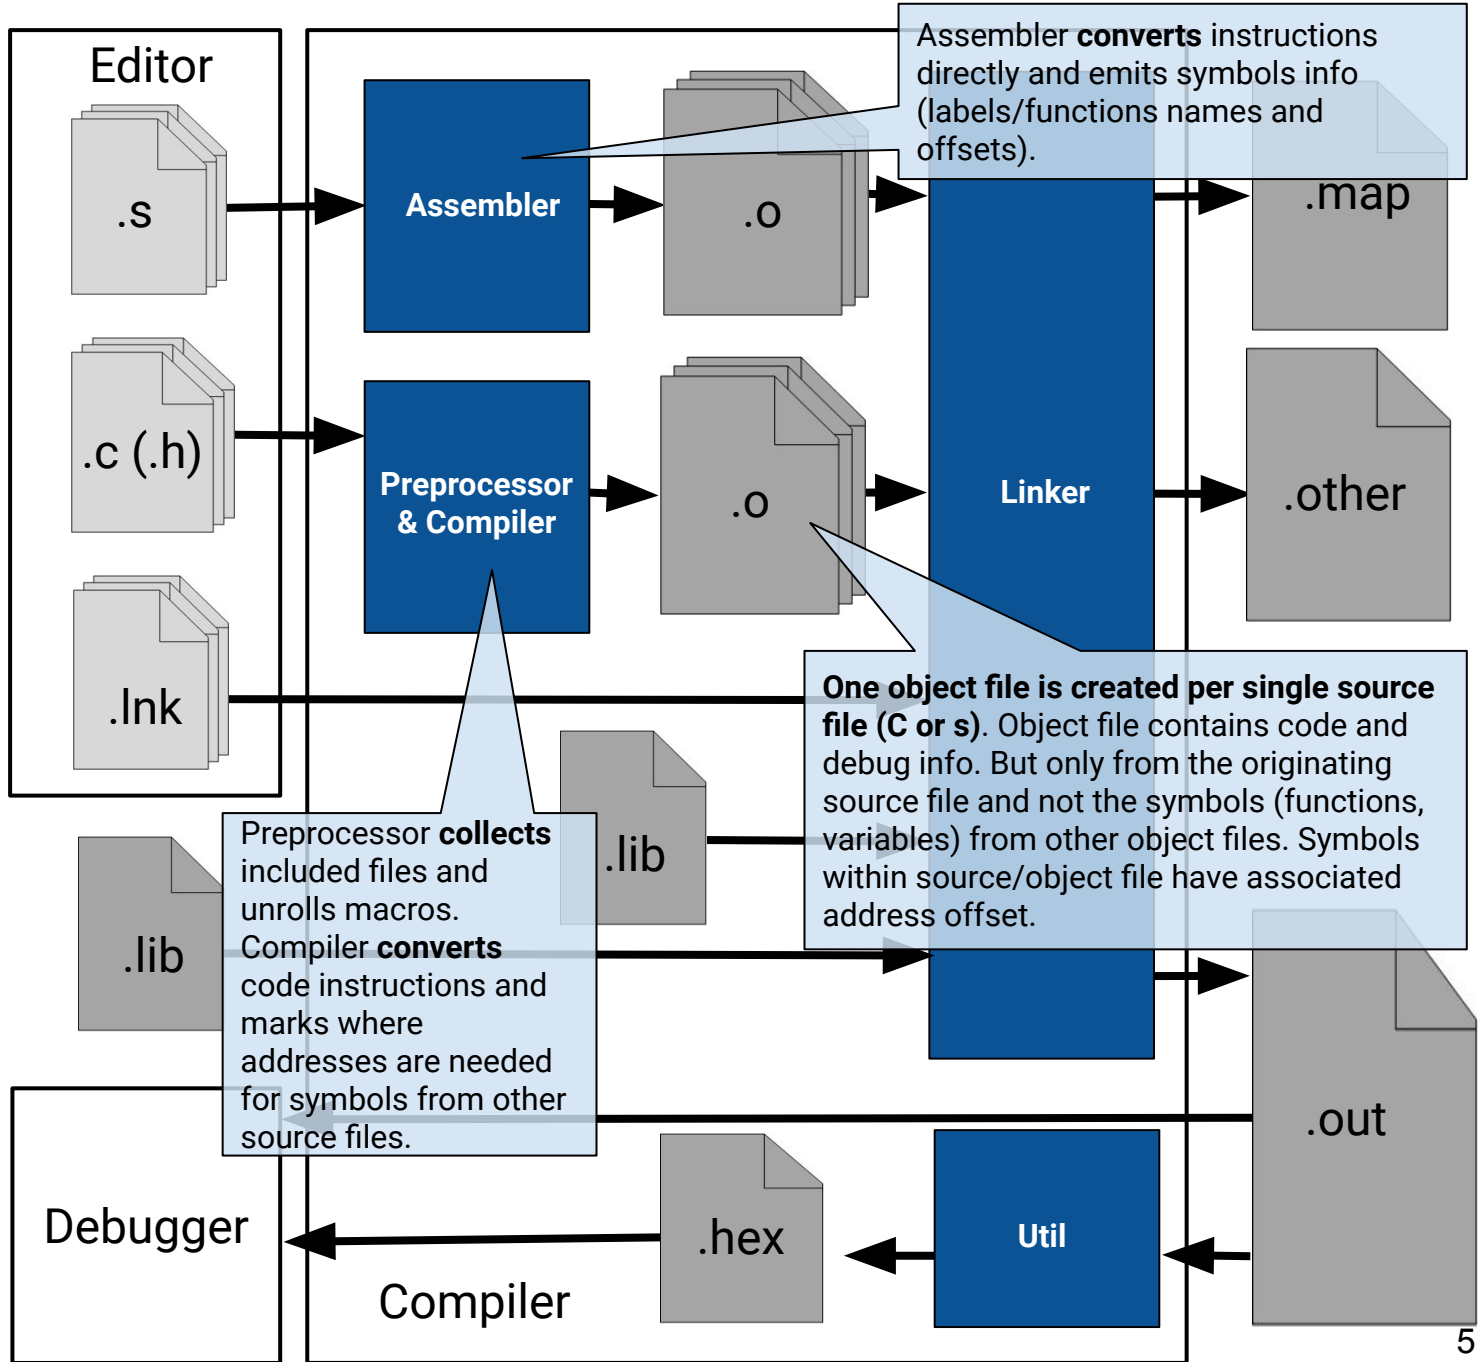 Editor
Assembler converts instructions
directly and emits symbols info
(labels/functions names and
offsets).
.s
Assembler
.o
.map
.c (.h)
Preprocessor
& Compiler
.o
Linker
.other
.lnk
One object file is created per single source
file (C or s). Object file contains code and
debug info. But only from the originating
source file and not the symbols (functions,
variables) from other object files. Symbols
within source/object file have associated
address offset.
.lib
.lib
Preprocessor collects
included files and
unrolls macros.
Compiler converts
code instructions and
marks where
addresses are needed
for symbols from other
source files.
.out
Debugger
.hex
Util
Compiler
5